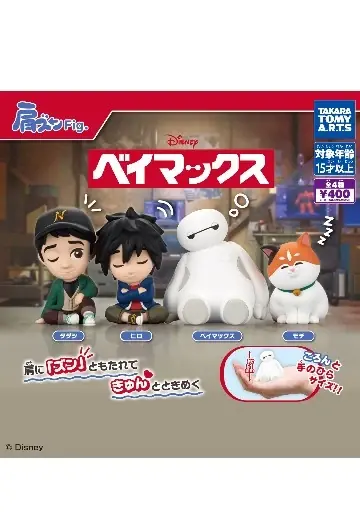 肩ズンFig.
TAKARA
TOMY
A.R.T.S
Disney
ベイマックス
対象年齢
15才以上
全4種
¥400
N
zzz
タダシ
ヒロ
ベイマックス
モチ
肩に「ズン」ともたれて
きゅんとときめく
ころんと
手のひら
サイズ!!
© Disney